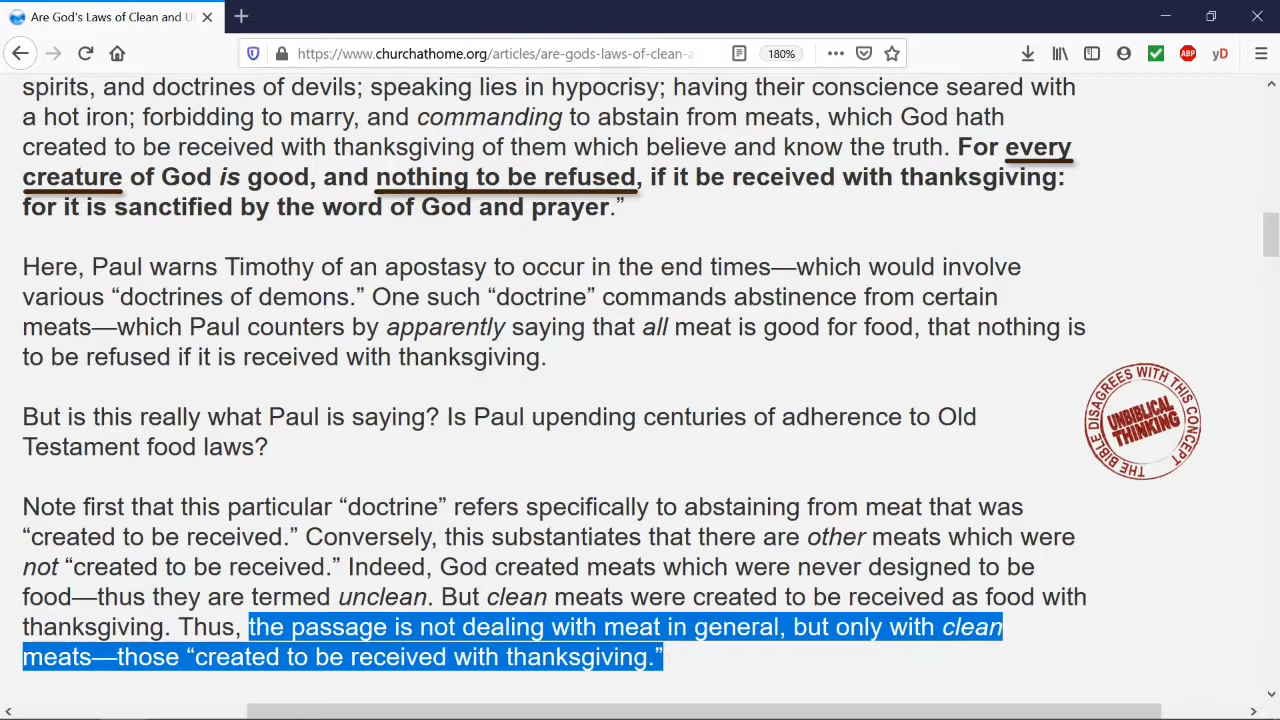 Are God's Laws of Clean and Un
https://www.churchathome.org/articles/are-gods-laws-of-clean-a
180%
ABP
yD
spirits, and doctrines of devils; speaking lies in hypocrisy; having their conscience seared with
a hot iron; forbidding to marry, and commanding to abstain from meats, which God hath
created to be received with thanksgiving of them which believe and know the truth. For every
creature of God is good, and nothing to be refused, if it be received with thanksgiving:
for it is sanctified by the word of God and prayer.”
Here, Paul warns Timothy of an apostasy to occur in the end times—which would involve
various “doctrines of demons.” One such “doctrine” commands abstinence from certain
meats—which Paul counters by apparently saying that all meat is good for food, that nothing is
to be refused if it is received with thanksgiving.
But is this really what Paul is saying? Is Paul upending centuries of adherence to Old
Testament food laws?
THE BIBLE DISAGREES WITH THIS CONCEPT
UNBIBLICAL
THINKING
Note first that this particular “doctrine” refers specifically to abstaining from meat that was
“created to be received.” Conversely, this substantiates that there are other meats which were
not “created to be received.” Indeed, God created meats which were never designed to be
food—thus they are termed unclean. But clean meats were created to be received as food with
thanksgiving. Thus, the passage is not dealing with meat in general, but only with clean
meats—those “created to be received with thanksgiving.”